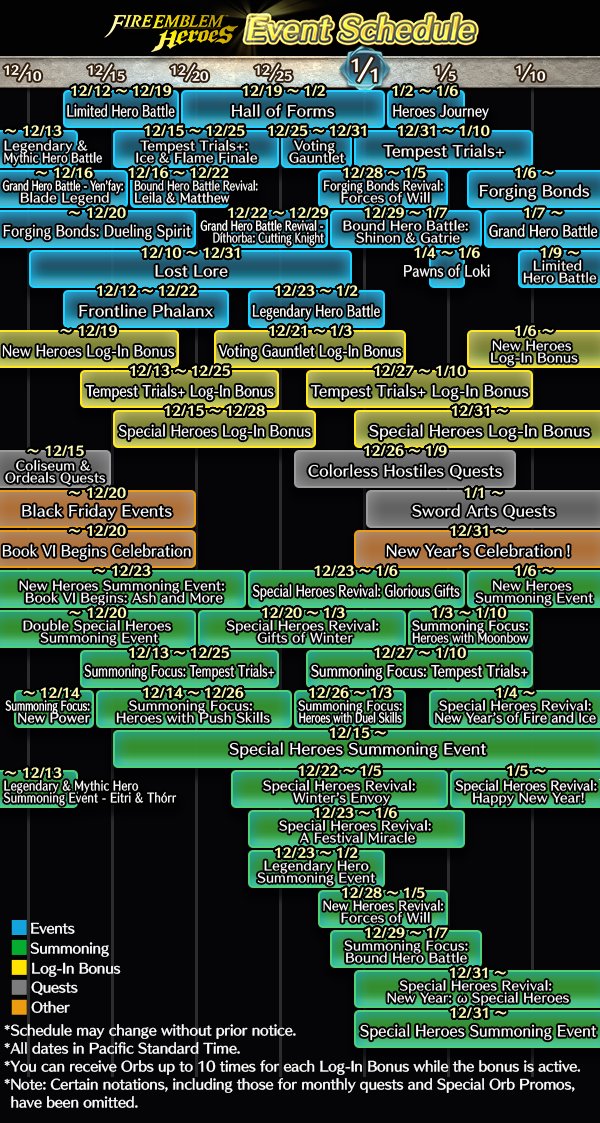 FIRE EMBLEM
Heroes
Event Schedule
12/10 12/15 12/20 12/25 1/1 1/5 1/10
12/12 ~ 12/19
Limited Hero Battle
12/19 ~ 1/2
Hall of Forms
1/2 ~ 1/6
Heroes Journey
~ 12/13
Legendary &
Mythic Hero Battle
12/15 ~ 12/25
Tempest Trials+:
Ice & Flame Finale
12/25 ~ 12/31
Voting
Gauntlet
12/31 ~ 1/10
Tempest Trials+
~ 12/16
Grand Hero Battle - Yen'fay:
Blade Legend
12/16 ~ 12/22
Bound Hero Battle Revival:
Leila & Matthew
12/28 ~ 1/5
Forging Bonds Revival:
Forces of Will
1/6 ~
Forging Bonds
~ 12/20
Forging Bonds: Dueling Spirit
12/22 ~ 12/29
Grand Hero Battle Revival -
Dithorba: Cutting Knight
12/29 ~ 1/7
Bound Hero Battle:
Shinon & Gatrie
1/7 ~
Grand Hero Battle
12/10 ~ 12/31
Lost Lore
1/4 ~ 1/6
Pawns of Loki
1/9 ~
Limited
Hero Battle
12/12 ~ 12/22
Frontline Phalanx
12/23 ~ 1/2
Legendary Hero Battle
~ 12/19
New Heroes Log-In Bonus
12/21 ~ 1/3
Voting Gauntlet Log-In Bonus
1/6 ~
New Heroes
Log-In Bonus
12/13 ~ 12/25
Tempest Trials+ Log-In Bonus
12/27 ~ 1/10
Tempest Trials+ Log-In Bonus
12/15 ~ 12/28
Special Heroes Log-In Bonus
12/31 ~
Special Heroes Log-In Bonus
~ 12/15
Coliseum &
Ordeals Quests
12/26 ~ 1/9
Colorless Hostiles Quests
~ 12/20
Black Friday Events
1/1 ~
Sword Arts Quests
~ 12/20
Book VI Begins Celebration
12/31 ~
New Year's Celebration!
~ 12/23
New Heroes Summoning Event:
Book VI Begins: Ash and More
12/23 ~ 1/6
Special Heroes Revival: Glorious Gifts
1/6 ~
New Heroes
Summoning Event
~ 12/20
Double Special Heroes
Summoning Event
12/20 ~ 1/3
Special Heroes Revival:
Gifts of Winter
1/3 ~ 1/10
Summoning Focus:
Heroes with Moonbow
12/13 ~ 12/25
Summoning Focus: Tempest Trials+
12/27 ~ 1/10
Summoning Focus: Tempest Trials+
~ 12/14
Summoning Focus:
New Power
12/14 ~ 12/26
Summoning Focus:
Heroes with Push Skills
12/26 ~ 1/3
Summoning Focus:
Heroes with Duel Skills
1/4 ~
Special Heroes Revival:
New Year's of Fire and Ice
12/15 ~
Special Heroes Summoning Event
~ 12/13
Legendary & Mythic Hero
Summoning Event - Eitri & Thórr
12/22 ~ 1/5
Special Heroes Revival:
Winter's Envoy
1/5 ~
Special Heroes Revival:
Happy New Year!
12/23 ~ 1/6
Special Heroes Revival:
A Festival Miracle
12/23 ~ 1/2
Legendary Hero
Summoning Event
12/28 ~ 1/5
New Heroes Revival:
Forces of Will
12/29 ~ 1/7
Summoning Focus:
Bound Hero Battle
12/31 ~
Special Heroes Revival:
New Year: ω Special Heroes
12/31 ~
Special Heroes Summoning Event
Events
Summoning
Log-In Bonus
Quests
Other
*Schedule may change without prior notice.
*All dates in Pacific Standard Time.
*You can receive Orbs up to 10 times for each Log-In Bonus while the bonus is active.
*Note: Certain notations, including those for monthly quests and Special Orb Promos,
have been omitted.